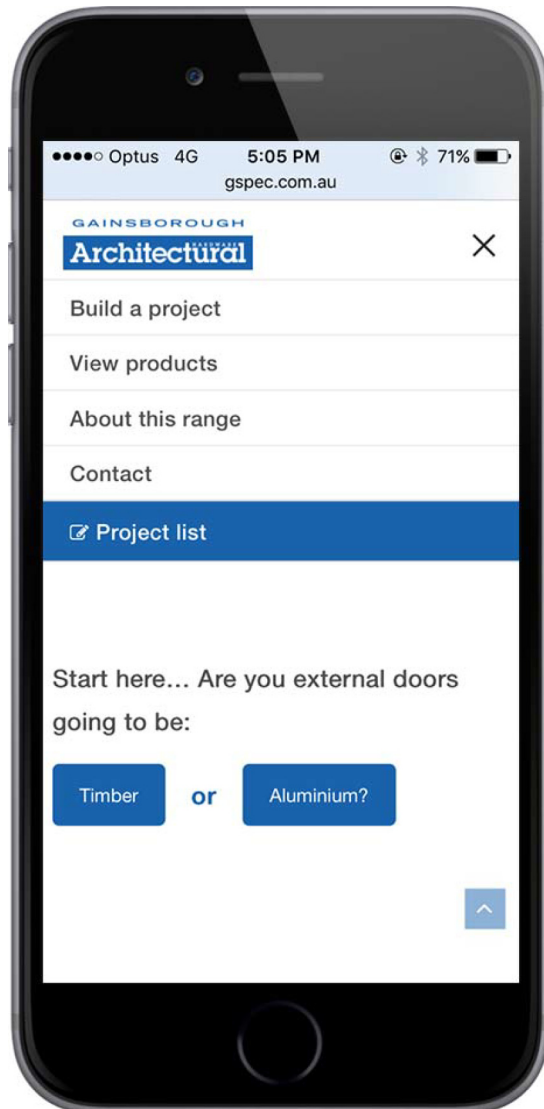 Optus 4G 5:05 PM 71%
gspec.com.au
GAINSBOROUGH
HARDWARE
Architectural
Build a project
View products
About this range
Contact
Project list
Start here... Are you external doors
going to be:
Timber or Aluminium?